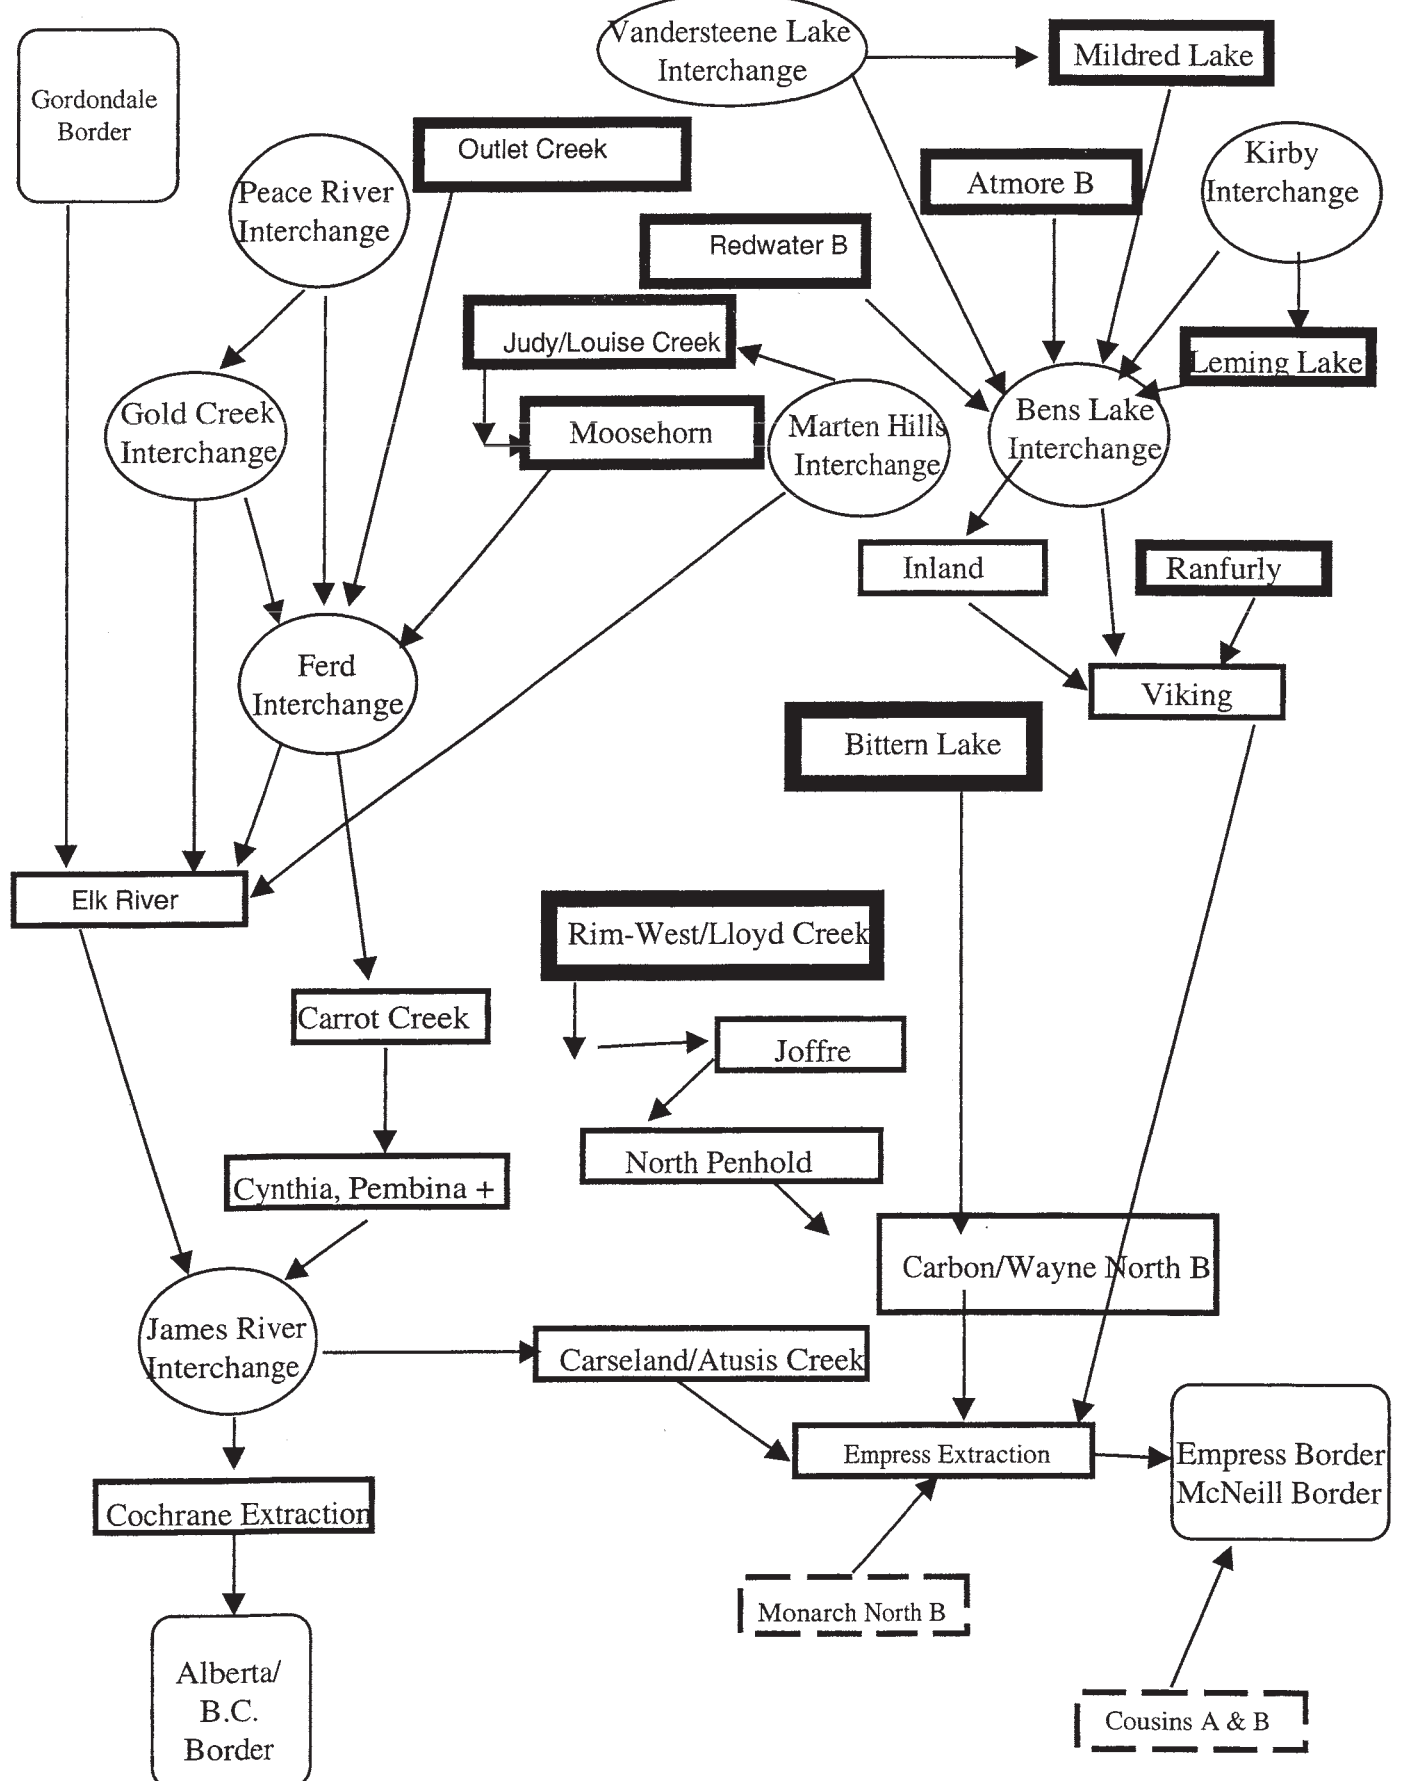 Vandersteene Lake
Interchange
Mildred Lake
Gordondale
Border
Outlet Creek
Peace River
Interchange
Atmore B
Kirby
Interchange
Redwater B
Judy/Louise Creek
Leming Lake
Gold Creek
Interchange
Moosehorn
Marten Hills
Interchange
Bens Lake
Interchange
Inland
Ranfurly
Ferd
Interchange
Viking
Bittern Lake
Elk River
Rim-West/Lloyd Creek
Carrot Creek
Joffre
Cynthia, Pembina +
North Penhold
Carbon/Wayne North B
James River
Interchange
Carseland/Atusis Creek
Empress Extraction
Empress Border
McNeill Border
Cochrane Extraction
Monarch North B
Alberta/
B.C.
Border
Cousins A & B